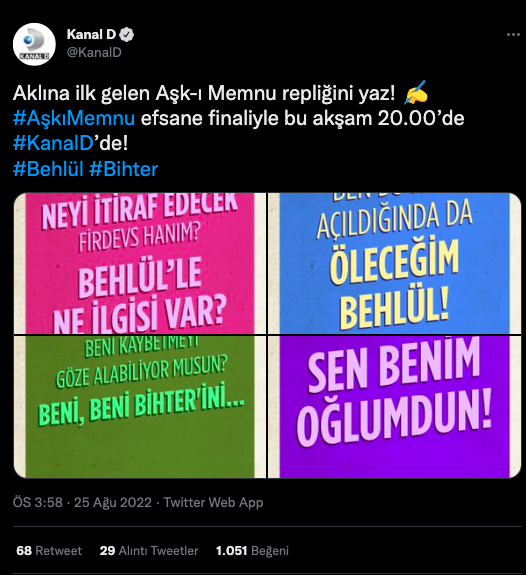 Kanal D
@KanalD
KANAL D
Aklına ilk gelen Aşk-ı Memnu repliğini yaz! ✍️
#AşkıMemnu efsane finaliyle bu akşam 20.00’de
#KanalD’de!
#Behlül #Bihter
NEYİ İTİRAF EDECEK
FİRDEVS HANIM?
BEHLÜL’LE
NE İLGİSİ VAR?
AÇILDIĞINDA DA
ÖLECEĞİM
BEHLÜL!
BENİ KAYBETMEYİ
GÖZE ALABİLİYOR MUSUN?
BENİ, BENİ BİHTER'İNİ...
SEN BENİM
OĞLUMDUN!
ÖS 3:58 · 25 Ağu 2022 · Twitter Web App
68 Retweet 29 Alıntı Tweetler 1.051 Beğeni